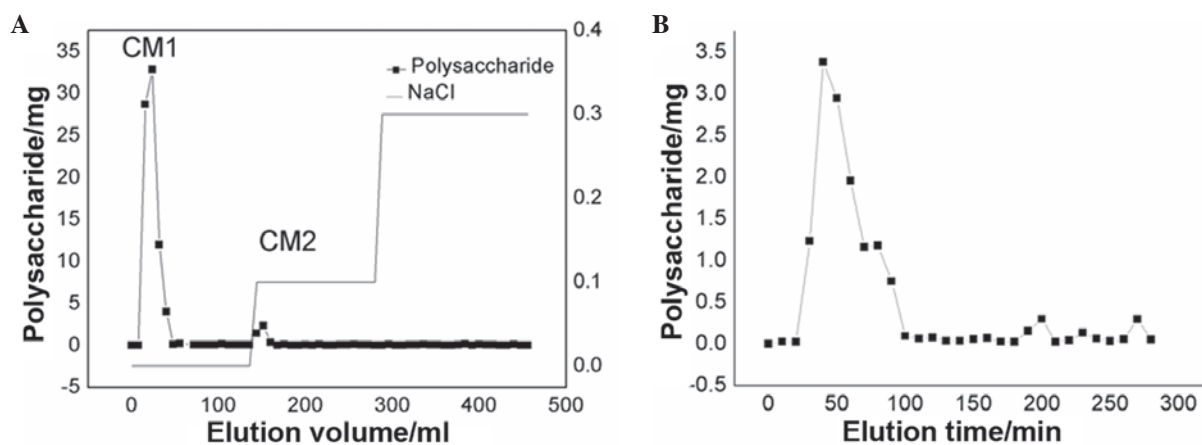 A
B
CM1
CM2
Polysaccharide
NaCl
35
30
25
20
15
10
5
0
-5
0.4
0.3
0.2
0.1
0.0
Polysaccharide/mg
0 100 200 300 400 500
Elution volume/ml
3.5
3.0
2.5
2.0
1.5
1.0
0.5
0.0
-0.5
Polysaccharide/mg
0 50 100 150 200 250 300
Elution time/min